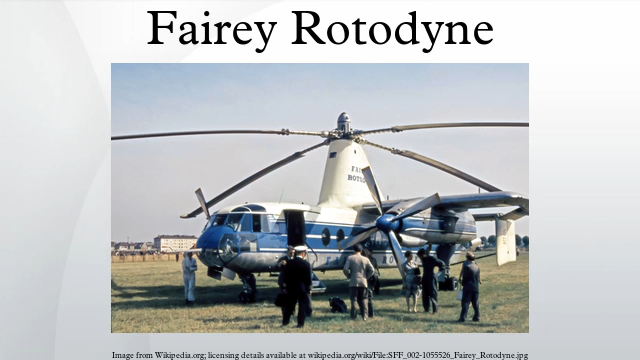 Fairey Rotodyne
Image from Wikipedia.org; licensing details available at wikipedia.org/wiki/File:SFF_002-1055526_Fairey_Rotodyne.jpg